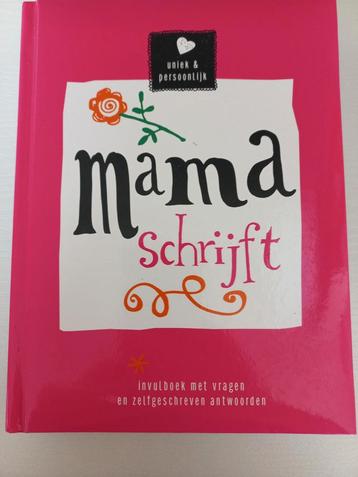 uniek &
persoonlijk
mama
schrijft
invulboek met vragen
en zelfgeschreven antwoorden